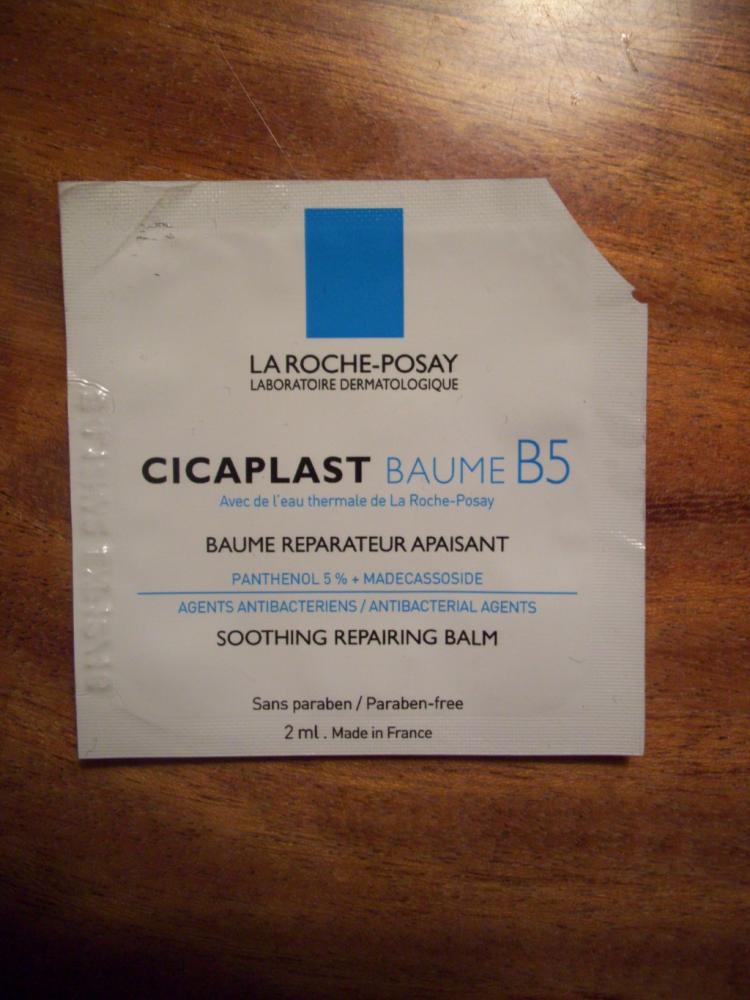 LA ROCHE-POSAY
LABORATOIRE DERMATOLOGIQUE
CICAPLAST BAUME B5
Avec de l'eau thermale de La Roche-Posay
BAUME REPARATEUR APAISANT
PANTHENOL 5 % + MADECASSOSIDE
AGENTS ANTIBACTERIENS / ANTIBACTERIAL AGENTS
SOOTHING REPAIRING BALM
Sans paraben / Paraben-free
2 ml . Made in France